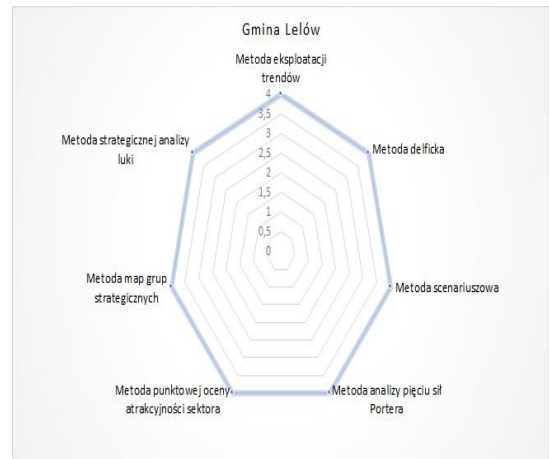 Gmina Lelów
Metoda eksploatacji
trendów
4
3,5
3
2,5
2
1,5
1
0,5
0
Metoda delficka
Metoda scenariuszowa
Metoda analizy pięciu sił
Portera
Metoda punktowej oceny
atrakcyjności sektora
Metoda map grup
strategicznych
Metoda strategicznej analizy
luki